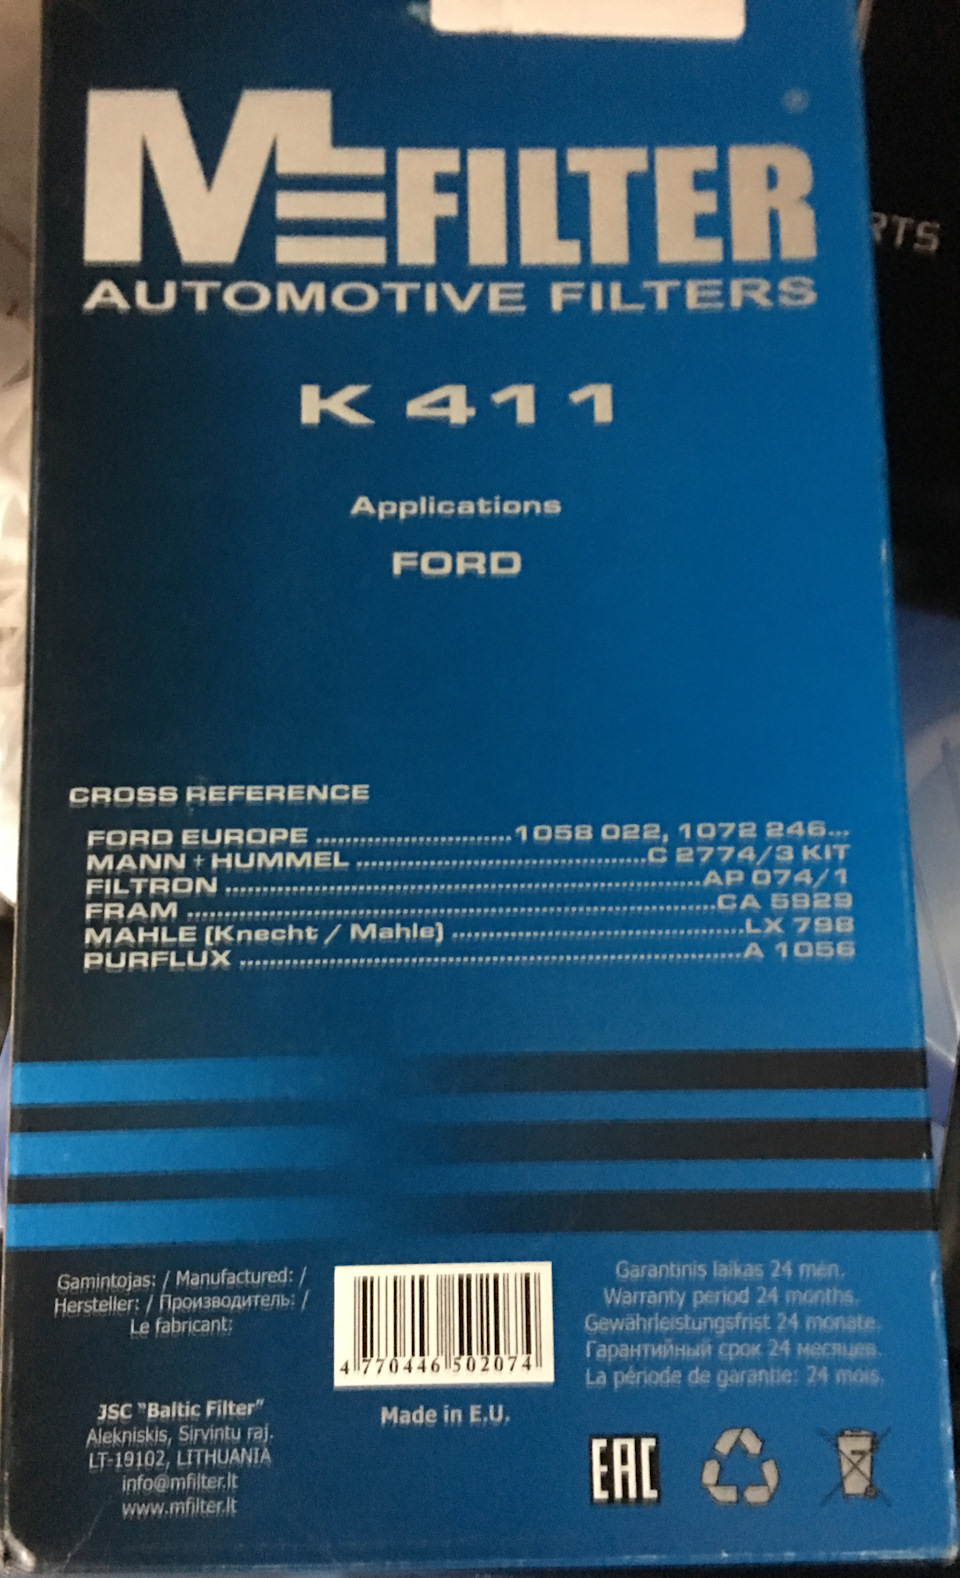 MFILTER
®
AUTOMOTIVE FILTERS
RTS
K 411
Applications
FORD
CROSS REFERENCE
FORD EUROPE ..............................1058 022, 1072 246...
MANN + HUMMEL ..........................................C 2774/3 KIT
FILTRON ....................................................................AP 074/1
FRAM ...........................................................................CA 5929
MAHLE (Knecht / Mahle) ..........................................LX 798
PURFLUX ......................................................................A 1056
Gamintojas: / Manufactured: /
Hersteller: / Производитель: /
Le fabricant:
JSC "Baltic Filter"
Alekniskis, Sirvintu raj.
LT-19102, LITHUANIA
info@mfilter.lt
www.mfilter.lt
4 770446 502074
Made in E.U.
Garantinis laikas 24 mėn.
Warranty period 24 months.
Gewährleistungsfrist 24 monate.
Гарантийный срок 24 месяцев.
La période de garantie: 24 mois.
EAC